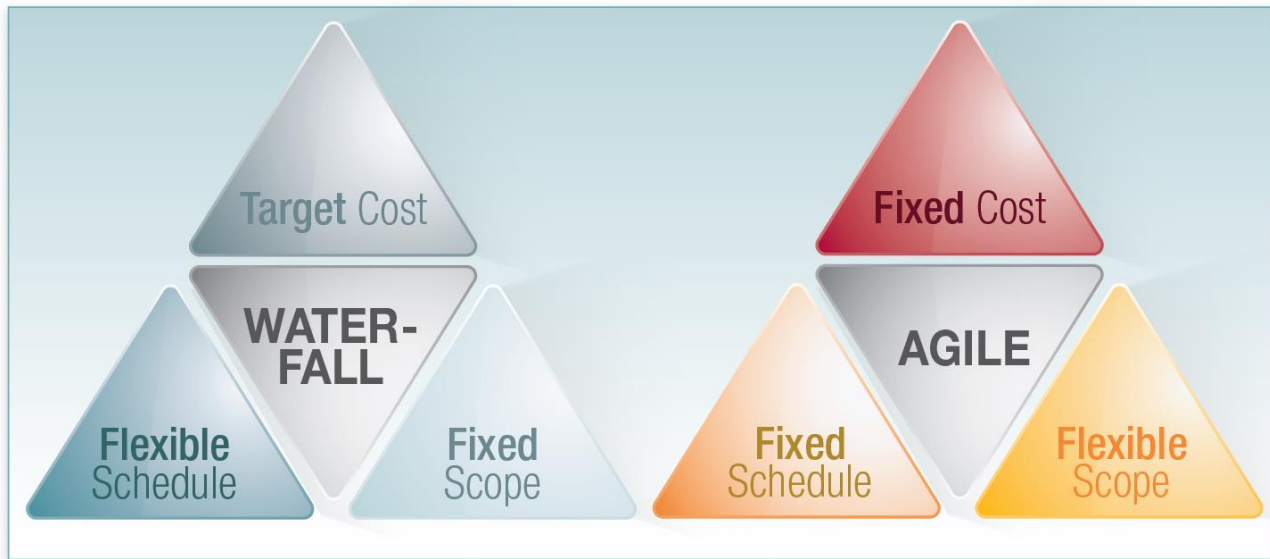 Target Cost
WATER-
FALL
Flexible
Schedule
Fixed
Scope
Fixed Cost
AGILE
Fixed
Schedule
Flexible
Scope